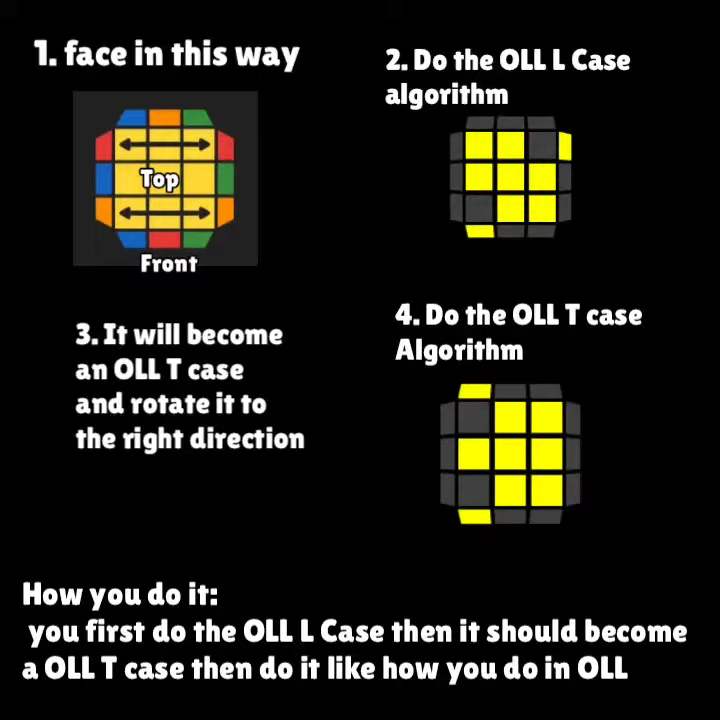 1. face in this way
Top
Front
2. Do the OLL L Case
algorithm
3. It will become
an OLL T case
and rotate it to
the right direction
4. Do the OLL T case
Algorithm
How you do it:
you first do the OLL L Case then it should become
a OLL T case then do it like how you do in OLL